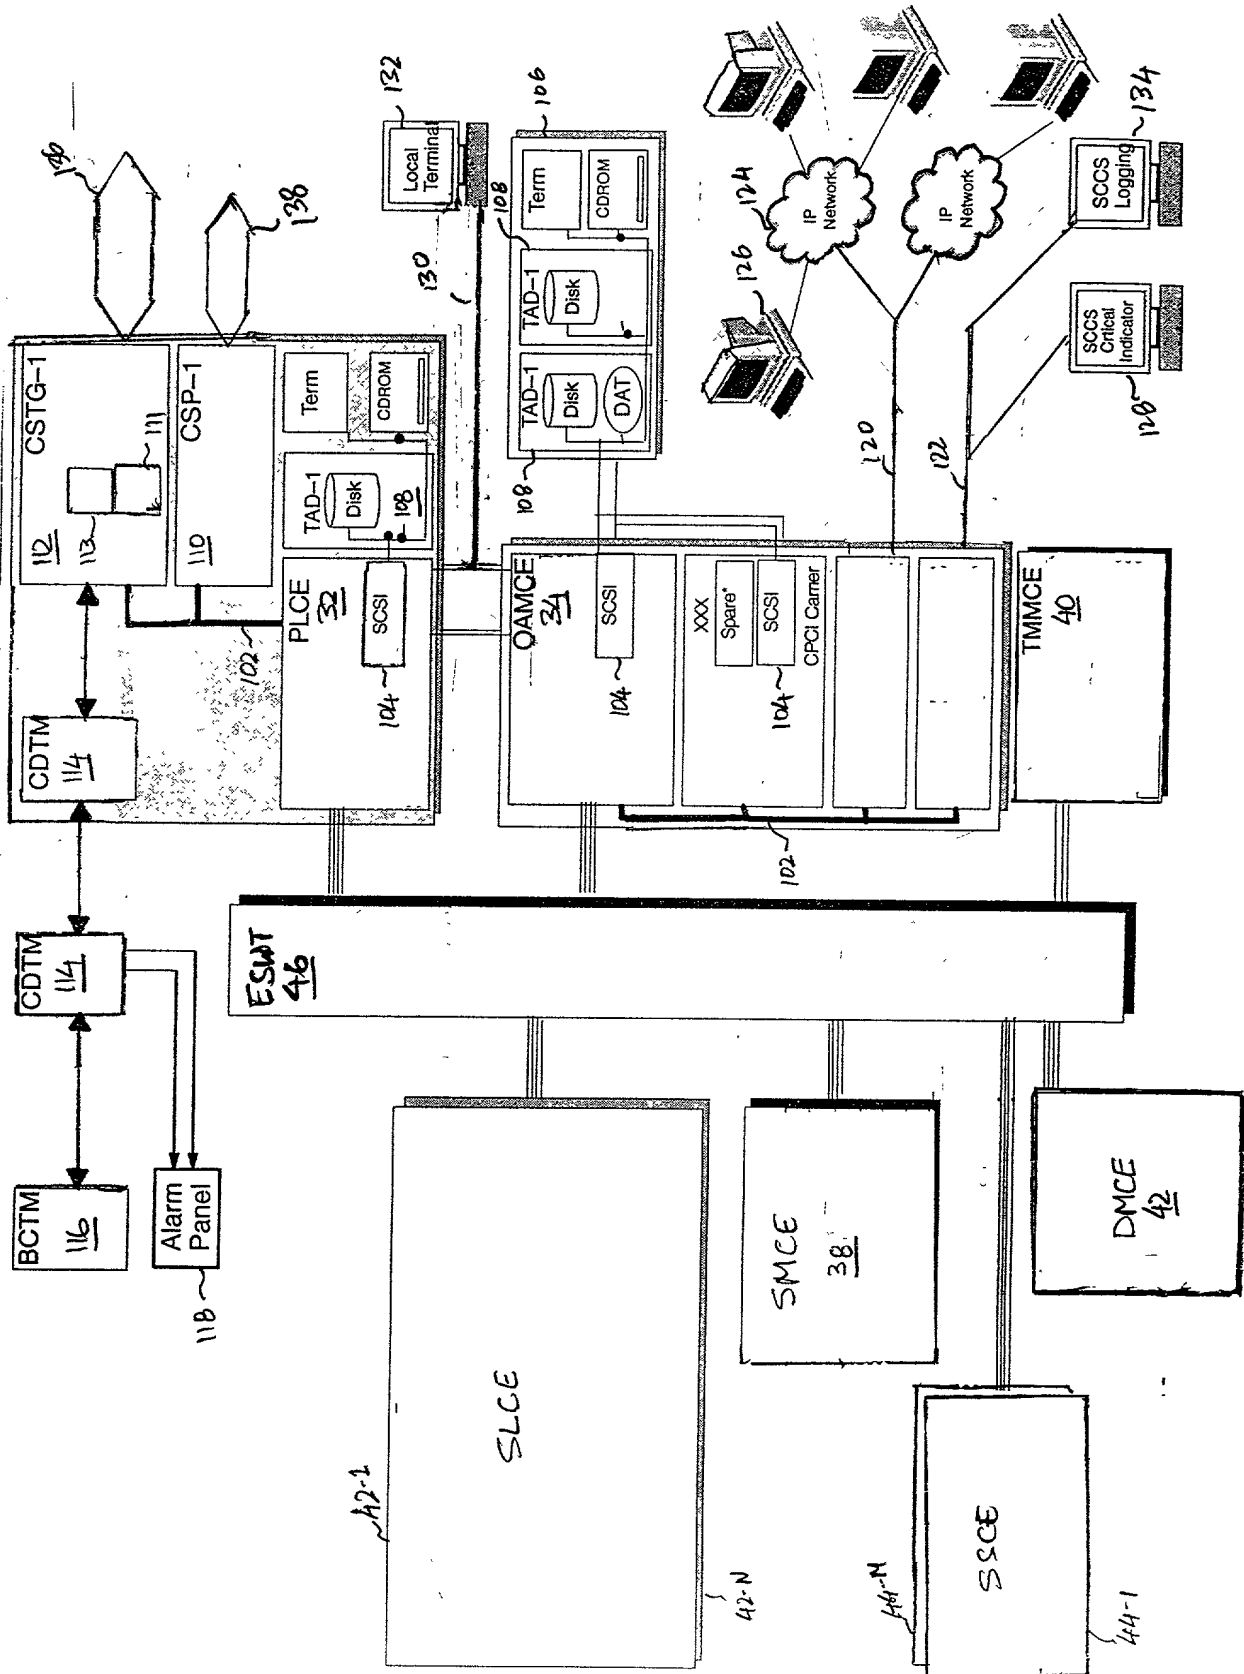 BCTM
116
CDTM
114
CDTM
114
CSTG-1
112
113
111
136
138
Alarm
Panel
118
CSP-1
110
102
PLCE
32
SCSI
104
TAD-1
Disk
108
Term
CDROM
Local
Terminal
132
130
ESWT
46
OAMCE
34
SCSI
104
XXX
Spare*
SCSI
CPCI Carrier
104
102
TAD-1
Disk
DAT
108
TAD-1
Disk
108
Term
CDROM
106
SLCE
42-1
42-N
SMCE
38
TMMCE
40
120
122
IP
Network
124
126
IP
Network
SCCS
Critical
Indicator
128
SCCS
Logging
134
SSCE
44-N
44-1
DMCE
42